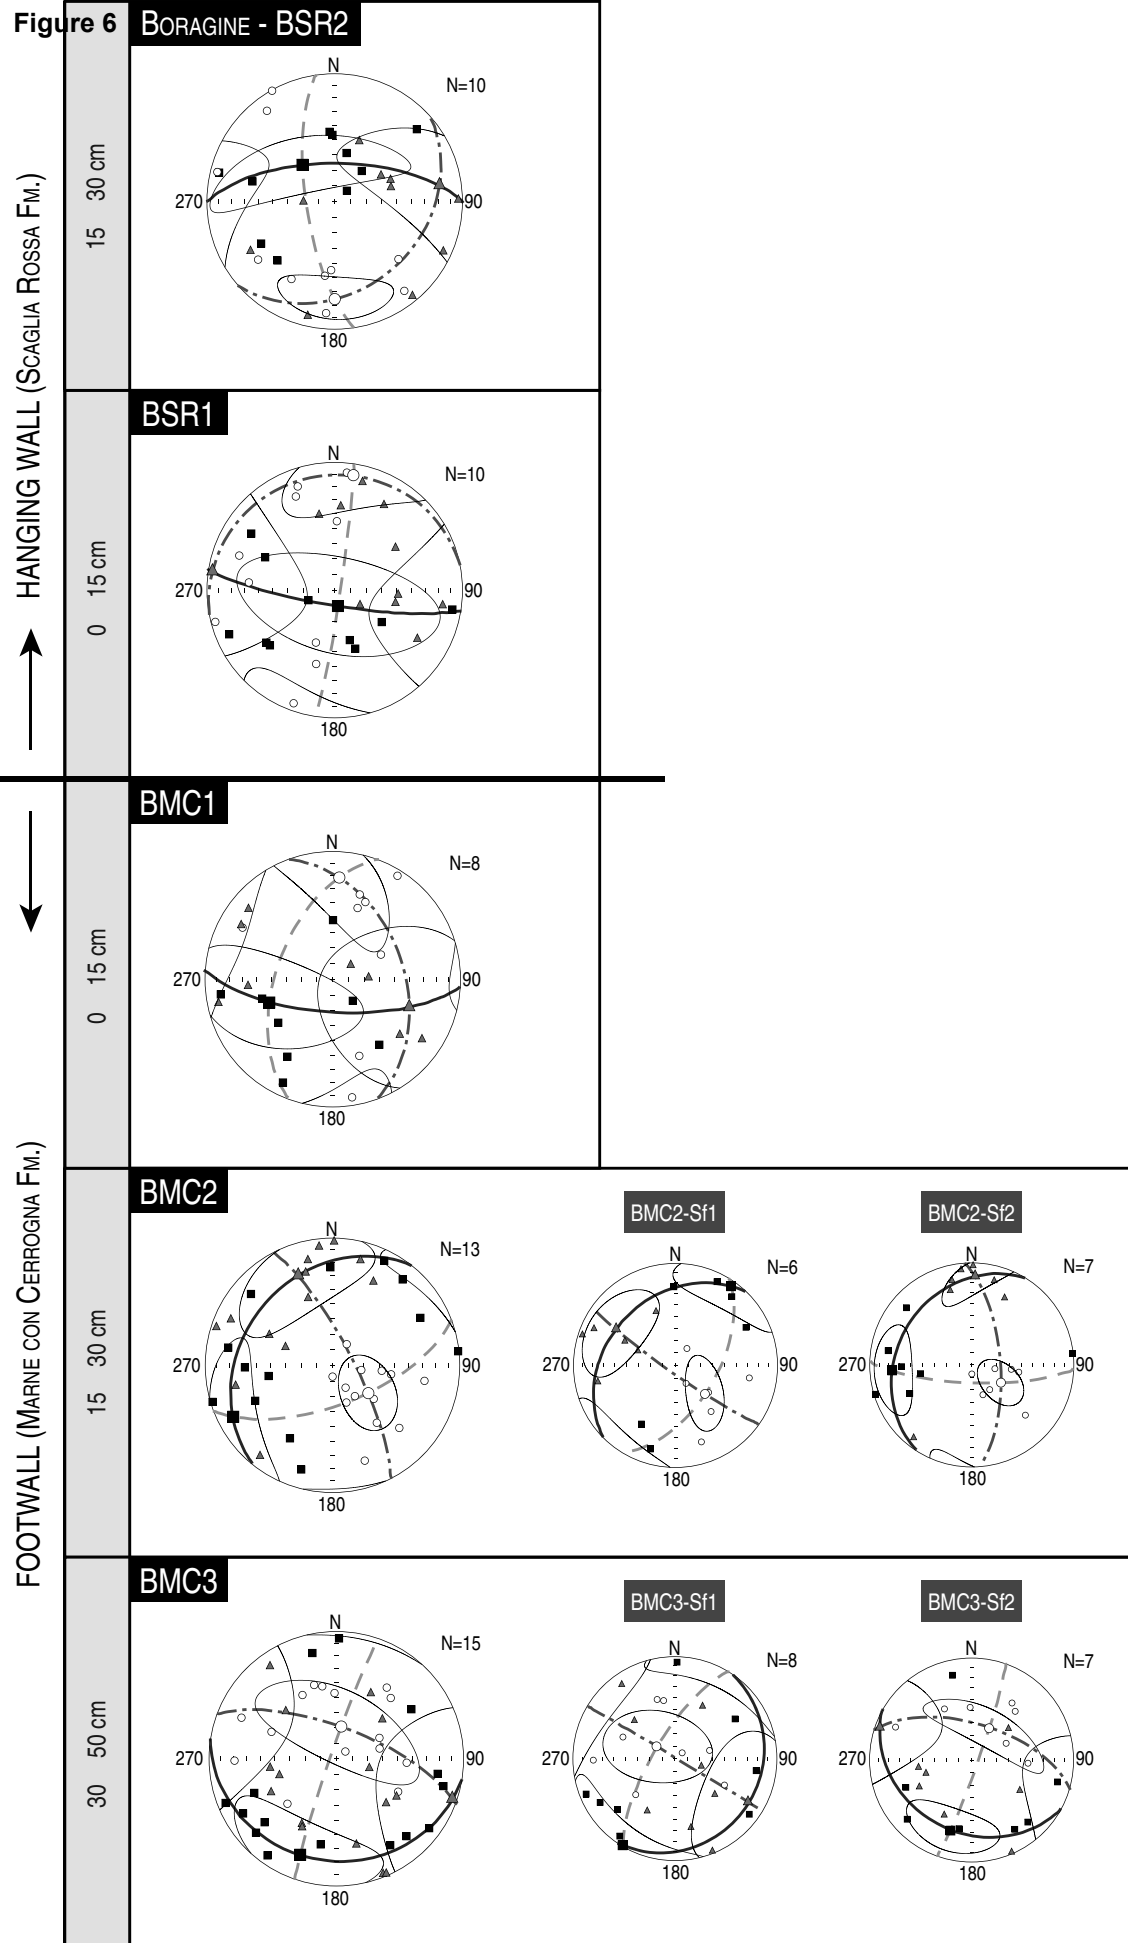 Figure 6
BORAGINE - BSR2
HANGING WALL (SCAGLIA ROSSA FM.)
15 30 cm
N
N=10
270
90
180
BSR1
0 15 cm
N
N=10
270
90
180
BMC1
FOOTWALL (MARNE CON CERROGNA FM.)
0 15 cm
N
N=8
270
90
180
BMC2
15 30 cm
N
N=13
270
90
180
BMC2-Sf1
N
N=6
270
90
180
BMC2-Sf2
N
N=7
270
90
180
BMC3
30 50 cm
N
N=15
270
90
180
BMC3-Sf1
N
N=8
270
90
180
BMC3-Sf2
N
N=7
270
90
180